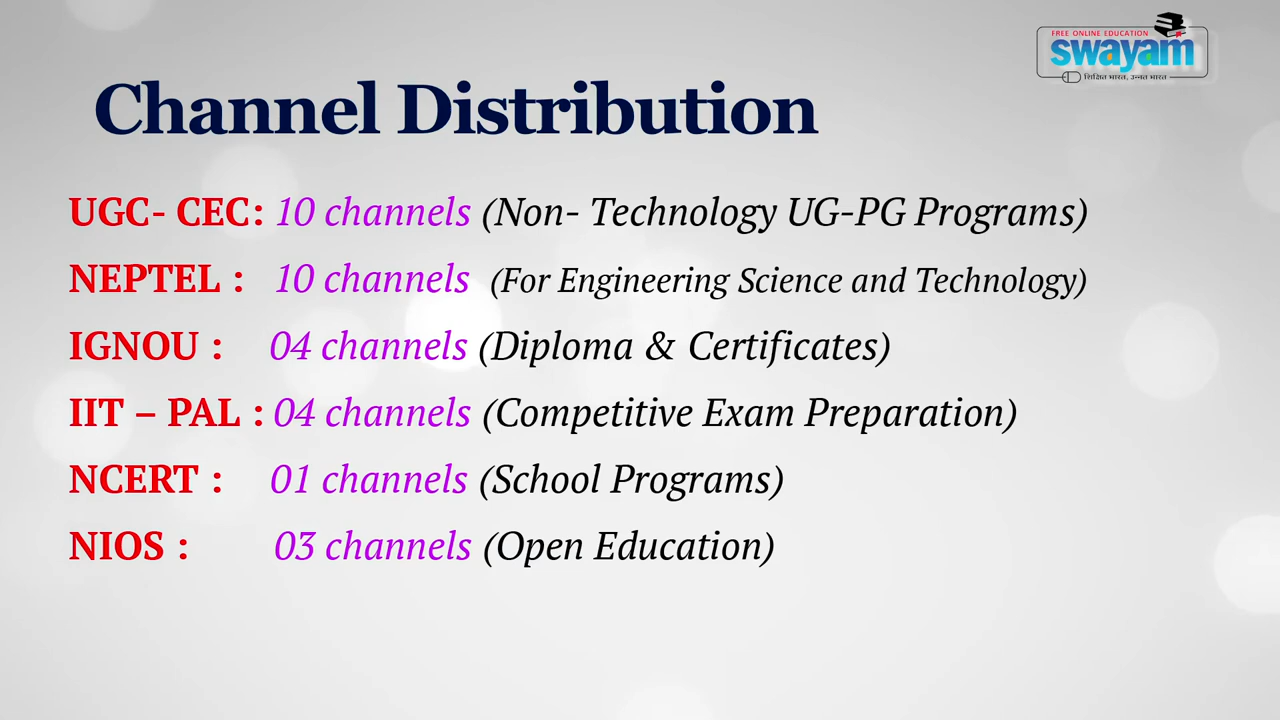 FREE ONLINE EDUCATION
swayam
शिक्षित भारत, उन्नत भारत
Channel Distribution
UGC- CEC: 10 channels (Non- Technology UG-PG Programs)
NEPTEL : 10 channels (For Engineering Science and Technology)
IGNOU : 04 channels (Diploma & Certificates)
IIT – PAL : 04 channels (Competitive Exam Preparation)
NCERT : 01 channels (School Programs)
NIOS : 03 channels (Open Education)